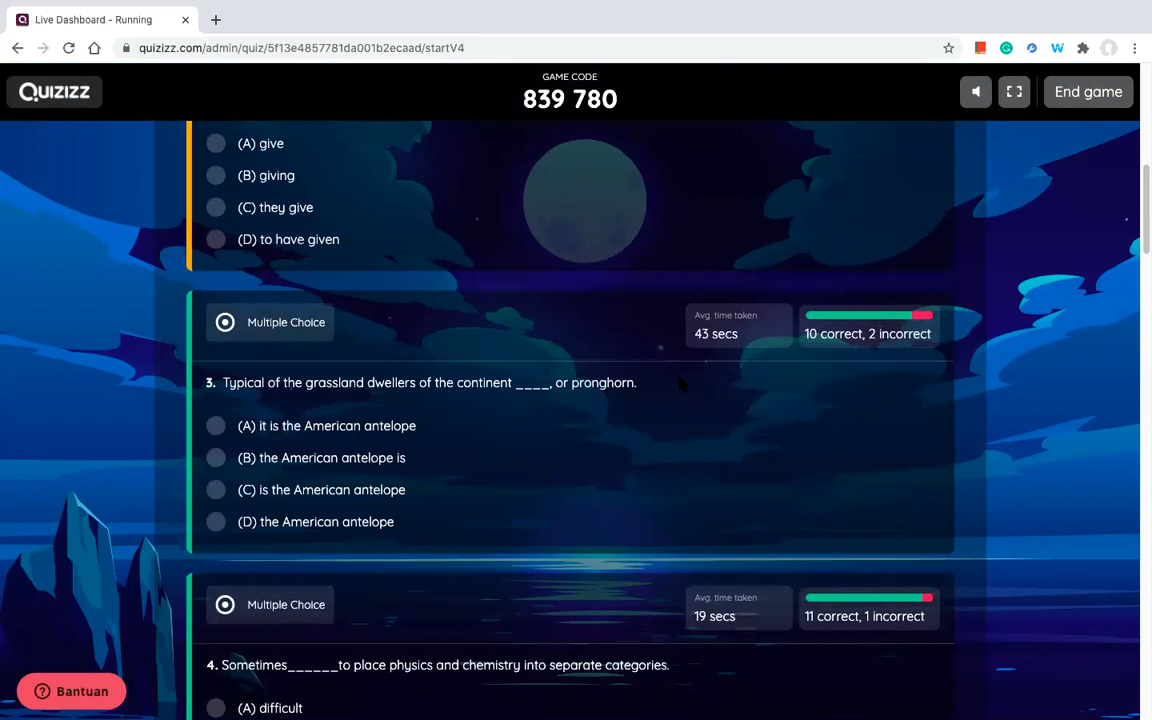 Live Dashboard - Running
quizizz.com/admin/quiz/5f13e4857781da001b2ecaad/startV4
QUIZIZZ
GAME CODE
839 780
End game
(A) give
(B) giving
(C) they give
(D) to have given
Multiple Choice
Avg. time taken
43 secs
10 correct, 2 incorrect
3. Typical of the grassland dwellers of the continent ____, or pronghorn.
(A) it is the American antelope
(B) the American antelope is
(C) is the American antelope
(D) the American antelope
Multiple Choice
Avg. time taken
19 secs
11 correct, 1 incorrect
4. Sometimes______to place physics and chemistry into separate categories.
(A) difficult
Bantuan